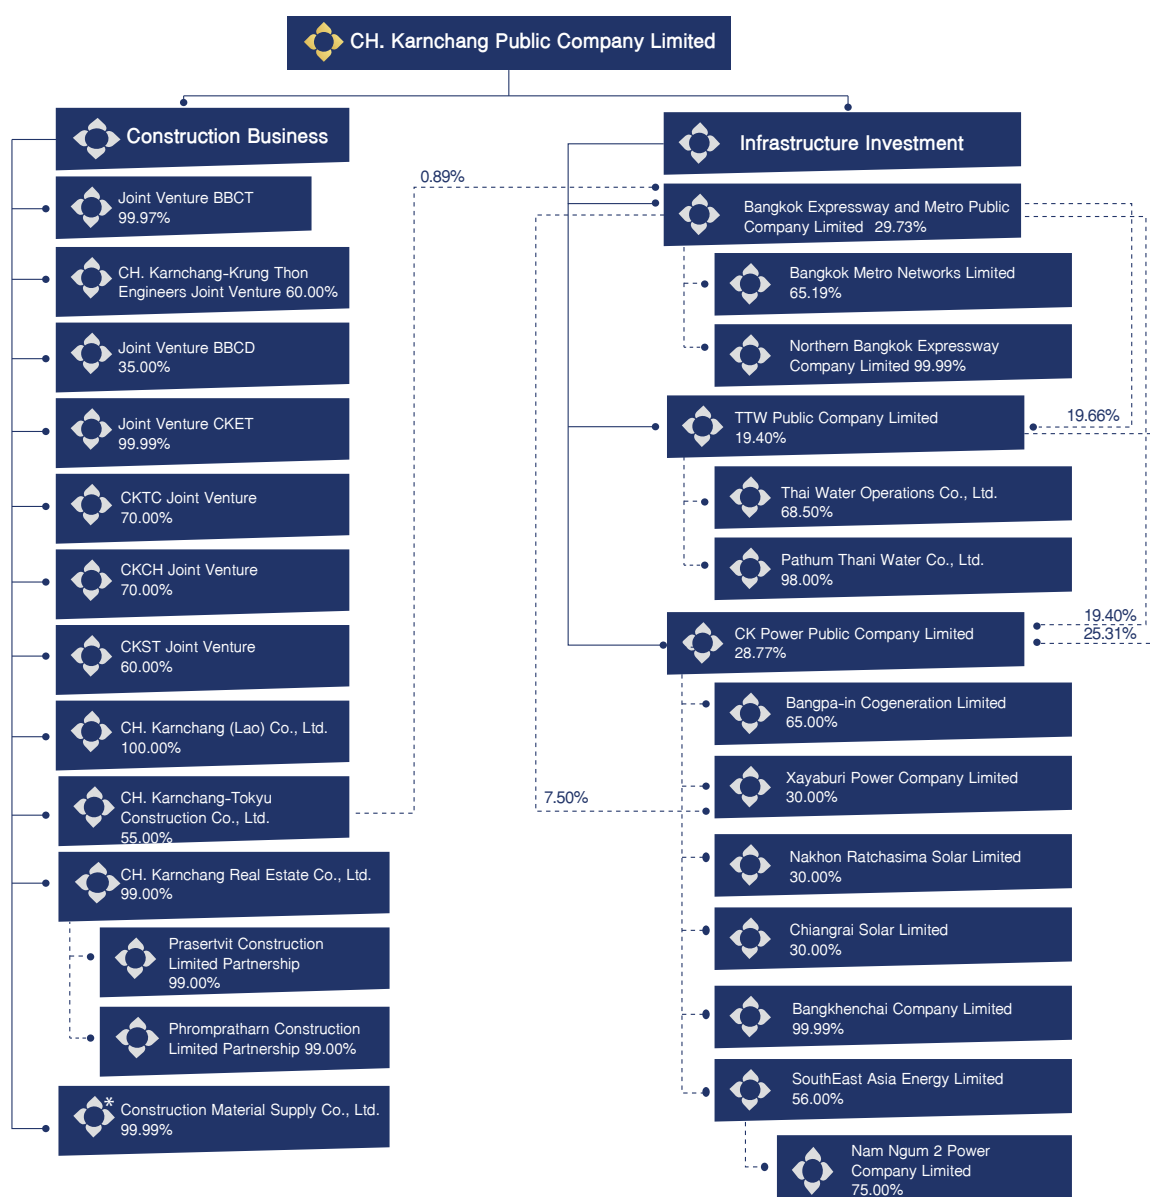 CH. Karnchang Public Company Limited
Construction Business
Joint Venture BBCT
99.97%
CH. Karnchang-Krung Thon
Engineers Joint Venture 60.00%
Joint Venture BBCD
35.00%
Joint Venture CKET
99.99%
CKTC Joint Venture
70.00%
CKCH Joint Venture
70.00%
CKST Joint Venture
60.00%
CH. Karnchang (Lao) Co., Ltd.
100.00%
CH. Karnchang-Tokyu
Construction Co., Ltd.
55.00%
CH. Karnchang Real Estate Co., Ltd.
99.00%
Prasertvit Construction
Limited Partnership
99.00%
Phrompratharn Construction
Limited Partnership 99.00%
*
Construction Material Supply Co., Ltd.
99.99%
0.89%
7.50%
Infrastructure Investment
Bangkok Expressway and Metro Public
Company Limited 29.73%
Bangkok Metro Networks Limited
65.19%
Northern Bangkok Expressway
Company Limited 99.99%
TTW Public Company Limited
19.40%
19.66%
Thai Water Operations Co., Ltd.
68.50%
Pathum Thani Water Co., Ltd.
98.00%
CK Power Public Company Limited
28.77%
19.40%
25.31%
Bangpa-in Cogeneration Limited
65.00%
Xayaburi Power Company Limited
30.00%
Nakhon Ratchasima Solar Limited
30.00%
Chiangrai Solar Limited
30.00%
Bangkhenchai Company Limited
99.99%
SouthEast Asia Energy Limited
56.00%
Nam Ngum 2 Power
Company Limited
75.00%